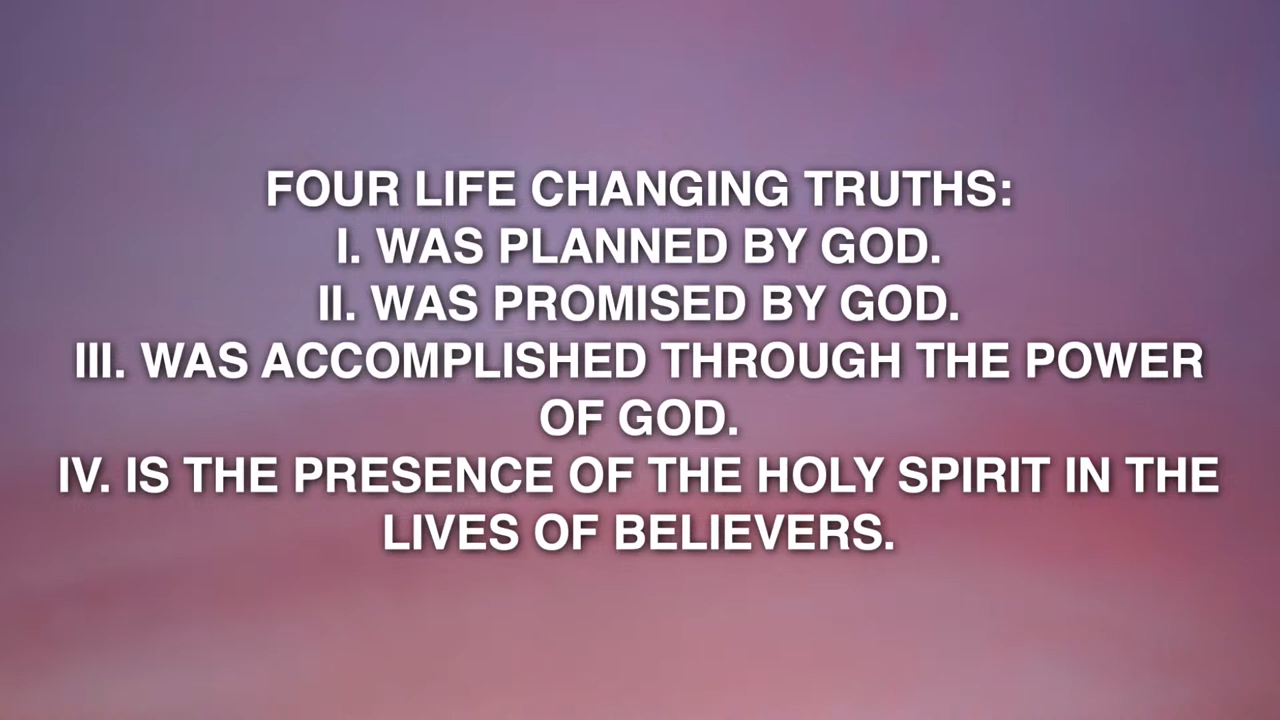 FOUR LIFE CHANGING TRUTHS:
I. WAS PLANNED BY GOD.
II. WAS PROMISED BY GOD.
III. WAS ACCOMPLISHED THROUGH THE POWER
OF GOD.
IV. IS THE PRESENCE OF THE HOLY SPIRIT IN THE
LIVES OF BELIEVERS.